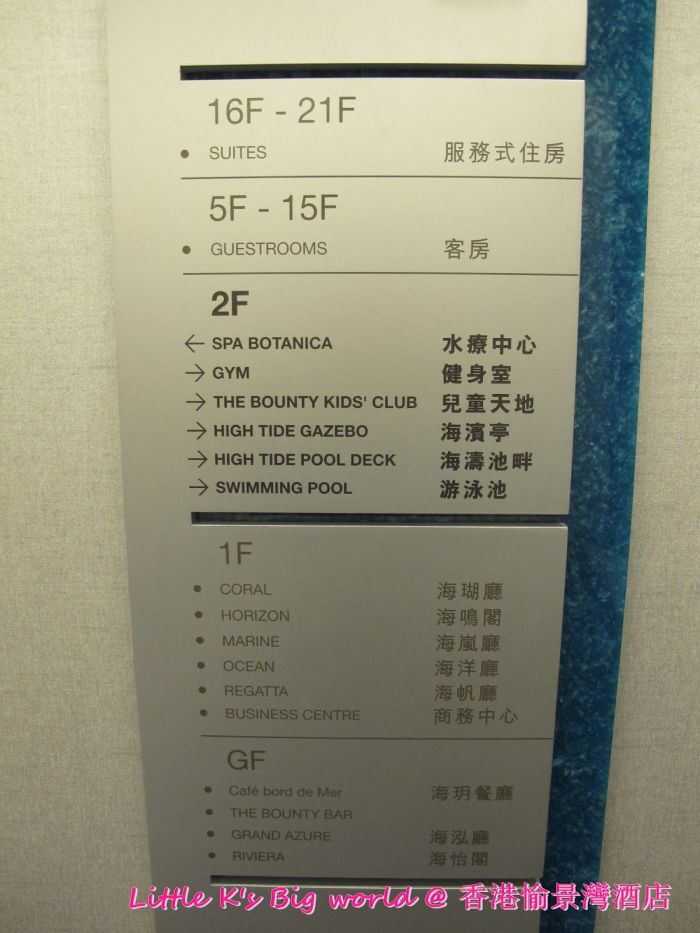 16F - 21F
• SUITES 服務式住房
5F - 15F
• GUESTROOMS 客房
2F
← SPA BOTANICA 水療中心
→ GYM 健身室
→ THE BOUNTY KIDS' CLUB 兒童天地
→ HIGH TIDE GAZEBO 海濱亭
→ HIGH TIDE POOL DECK 海濤池畔
→ SWIMMING POOL 游泳池
1F
• CORAL 海瑚廳
• HORIZON 海鳴閣
• MARINE 海嵐廳
• OCEAN 海洋廳
• REGATTA 海帆廳
• BUSINESS CENTRE 商務中心
GF
• Café bord de Mer 海玥餐廳
• THE BOUNTY BAR
• GRAND AZURE 海泓廳
• RIVIERA 海怡閣
Little K's Big world @ 香港愉景灣酒店